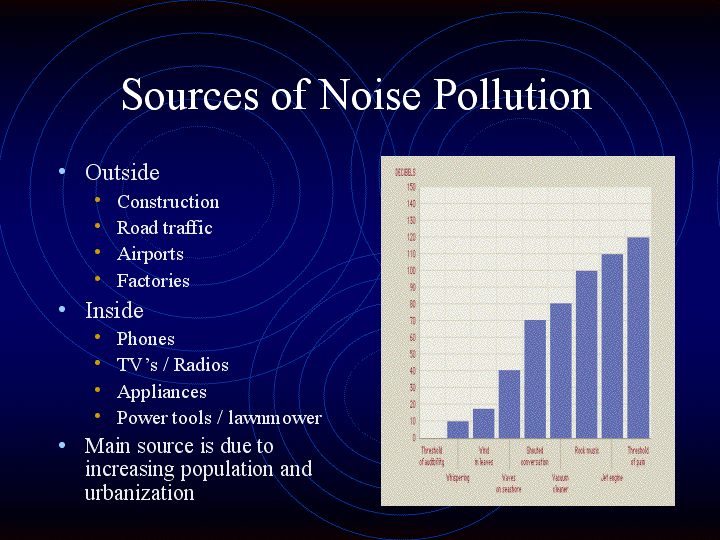 Sources of Noise Pollution
• Outside
• Construction
• Road traffic
• Airports
• Factories
• Inside
• Phones
• TV’s / Radios
• Appliances
• Power tools / lawnmower
• Main source is due to
increasing population and
urbanization
DECIBELS
150
140
130
120
110
100
90
80
70
60
50
40
30
20
10
0
Threshold
of audibility
Whispering
Wind
in leaves
Waves
on seashore
Shouted
conversation
Vacuum
cleaner
Rock music
Jet engine
Threshold
of pain